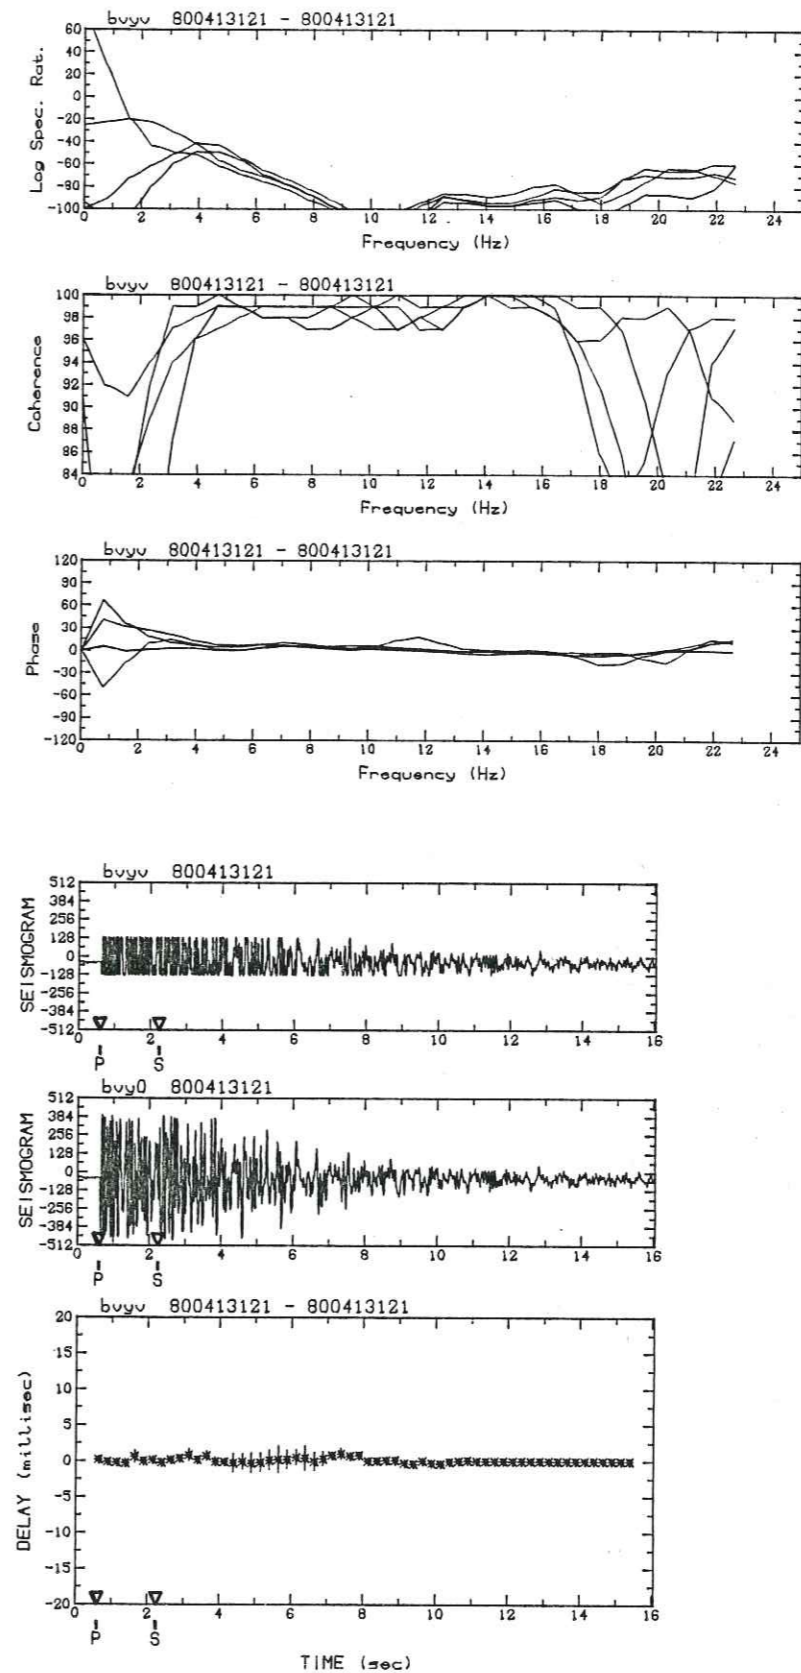 bvyv 800413121 - 800413121
Log Spec. Rat.
60
40
20
0
-20
-40
-60
-80
-100
0 2 4 6 8 10 12 14 16 18 20 22 24
Frequency (Hz)
bvyv 800413121 - 800413121
Coherence
100
98
96
94
92
90
88
86
84
0 2 4 6 8 10 12 14 16 18 20 22 24
Frequency (Hz)
bvyv 800413121 - 800413121
Phase
120
90
60
30
0
-30
-60
-90
-120
0 2 4 6 8 10 12 14 16 18 20 22 24
Frequency (Hz)
bvyv 800413121
SEISMOGRAM
512
384
256
128
0
-128
-256
-384
-512
0 2 4 6 8 10 12 14 16
P S
bvy0 800413121
SEISMOGRAM
512
384
256
128
0
-128
-256
-384
-512
0 2 4 6 8 10 12 14 16
P S
bvyv 800413121 - 800413121
DELAY (millisec)
20
15
10
5
0
-5
-10
-15
-20
0 2 4 6 8 10 12 14 16
P S
TIME (sec)